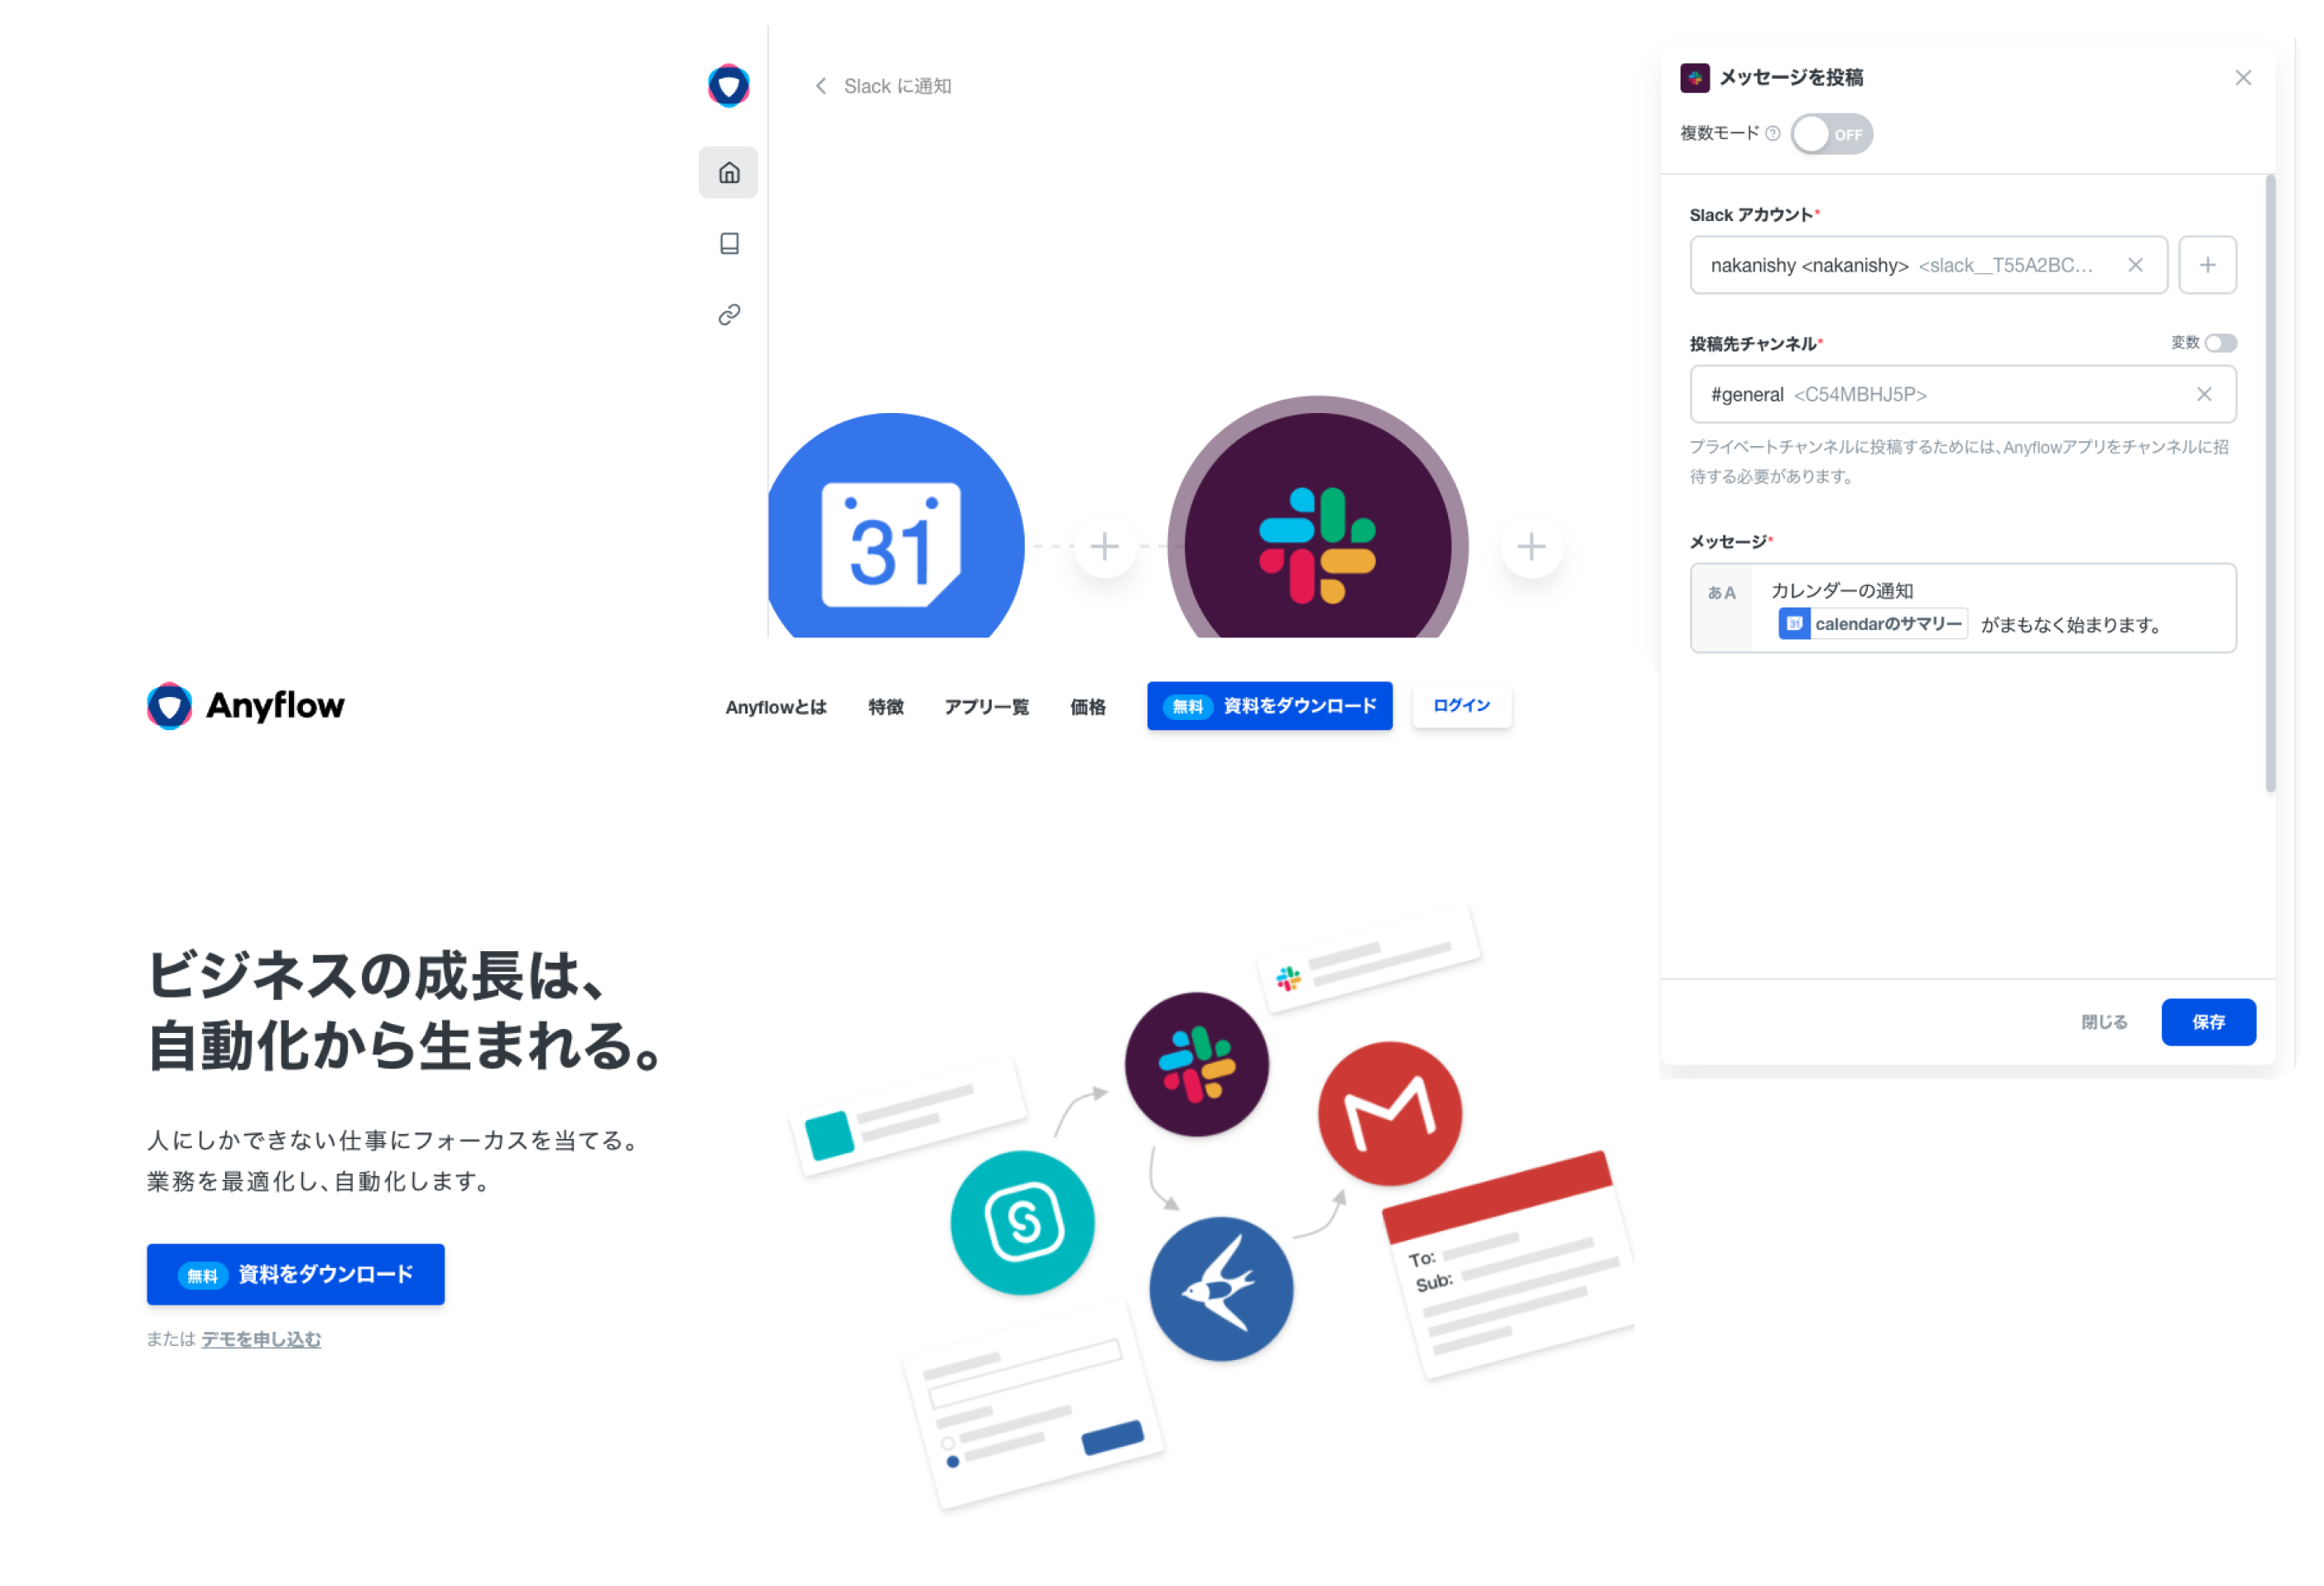 Slack に通知
31
メッセージを投稿
複数モード
OFF
Slack アカウント*
nakanishy <nakanishy> <slack__T55A2BC...
投稿先チャンネル*
変数
#general <C54MBHJ5P>
プライベートチャンネルに投稿するためには、Anyflowアプリをチャンネルに招
待する必要があります。
メッセージ*
あA
カレンダーの通知
31 calendarのサマリー がまもなく始まります。
閉じる
保存
Anyflow
Anyflowとは
特徴
アプリ一覧
価格
無料 資料をダウンロード
ログイン
ビジネスの成長は、
自動化から生まれる。
人にしかできない仕事にフォーカスを当てる。
業務を最適化し、自動化します。
無料 資料をダウンロード
または デモを申し込む
S
To:
Sub: